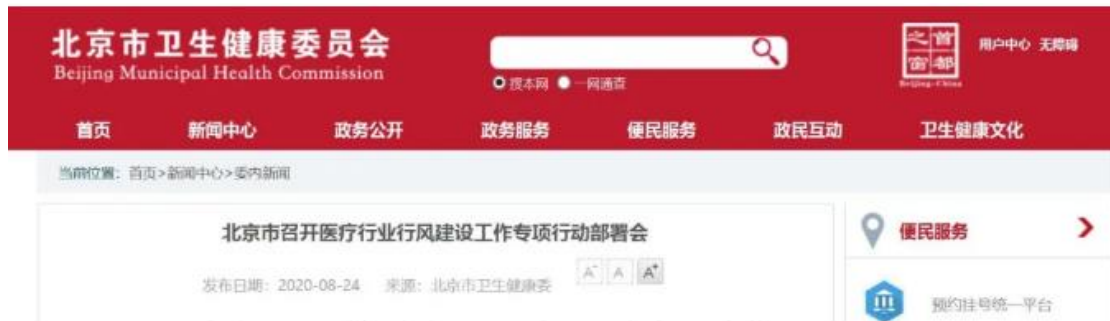 北京市卫生健康委员会
Beijing Municipal Health Commission
搜本网 一网通查
首都之窗
Beijing-China
用户中心 无障碍
首页 新闻中心 政务公开 政务服务 便民服务 政民互动 卫生健康文化
当前位置：首页>新闻中心>委内新闻
北京市召开医疗行业行风建设工作专项行动部署会
发布日期：2020-08-24 来源：北京市卫生健康委
A- A A+
便民服务
预约挂号统一平台